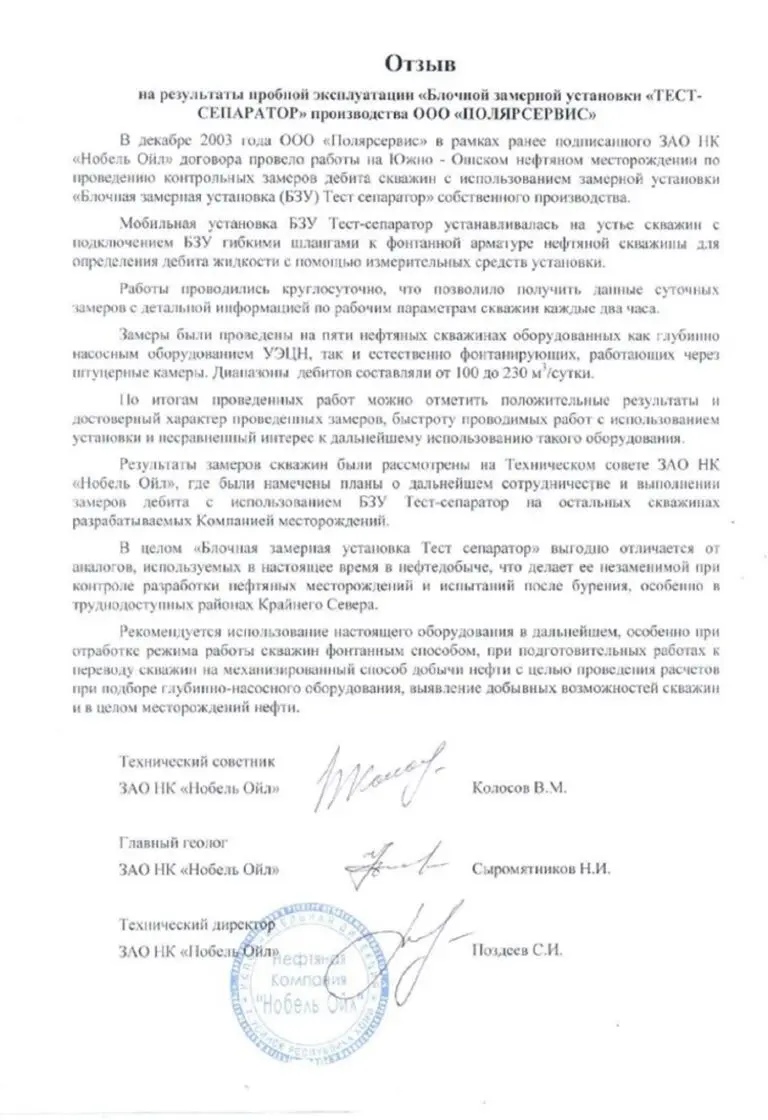 Отзыв
на результаты пробной эксплуатации «Блочной замерной установки «ТЕСТ-
СЕПАРАТОР» производства ООО «ПОЛЯРСЕРВИС»
В декабре 2003 года ООО «Полярсервис» в рамках ранее подписанного ЗАО НК
«Нобель Ойл» договора провело работы на Южно - Ошском нефтяном месторождении по
проведению контрольных замеров дебита скважин с использованием замерной установки
«Блочная замерная установка (БЗУ) Тест сепаратор» собственного производства.
Мобильная установка БЗУ Тест-сепаратор устанавливалась на устье скважин с
подключением БЗУ гибкими шлангами к фонтанной арматуре нефтяной скважины для
определения дебита жидкости с помощью измерительных средств установки.
Работы проводились круглосуточно, что позволило получить данные суточных
замеров с детальной информацией по рабочим параметрам скважин каждые два часа.
Замеры были проведены на пяти нефтяных скважинах оборудованных как глубинно
насосным оборудованием УЭЦН, так и естественно фонтанирующих, работающих через
штуцерные камеры. Диапазоны дебитов составляли от 100 до 230 м³/сутки.
По итогам проведенных работ можно отметить положительные результаты и
достоверный характер проведенных замеров, быстроту проводимых работ с использованием
установки и несравненный интерес к дальнейшему использованию такого оборудования.
Результаты замеров скважин были рассмотрены на Техническом совете ЗАО НК
«Нобель Ойл», где были намечены планы о дальнейшем сотрудничестве и выполнении
замеров дебита с использованием БЗУ Тест-сепаратор на остальных скважинах
разрабатываемых Компанией месторождений.
В целом «Блочная замерная установка Тест сепаратор» выгодно отличается от
аналогов, используемых в настоящее время в нефтедобыче, что делает ее незаменимой при
контроле разработки нефтяных месторождений и испытаний после бурения, особенно в
труднодоступных районах Крайнего Севера.
Рекомендуется использование настоящего оборудования в дальнейшем, особенно при
отработке режима работы скважин фонтанным способом, при подготовительных работах к
переводу скважин на механизированный способ добычи нефти с целью проведения расчетов
при подборе глубинно-насосного оборудования, выявление добывных возможностей скважин
и в целом месторождений нефти.
Технический советник
ЗАО НК «Нобель Ойл» Колосов В.М.
Главный геолог
ЗАО НК «Нобель Ойл» Сыромятников Н.И.
Технический директор
ЗАО НК «Нобель Ойл» Поздеев С.И.
Нефтяная
Компания
"Нобель Ойл"